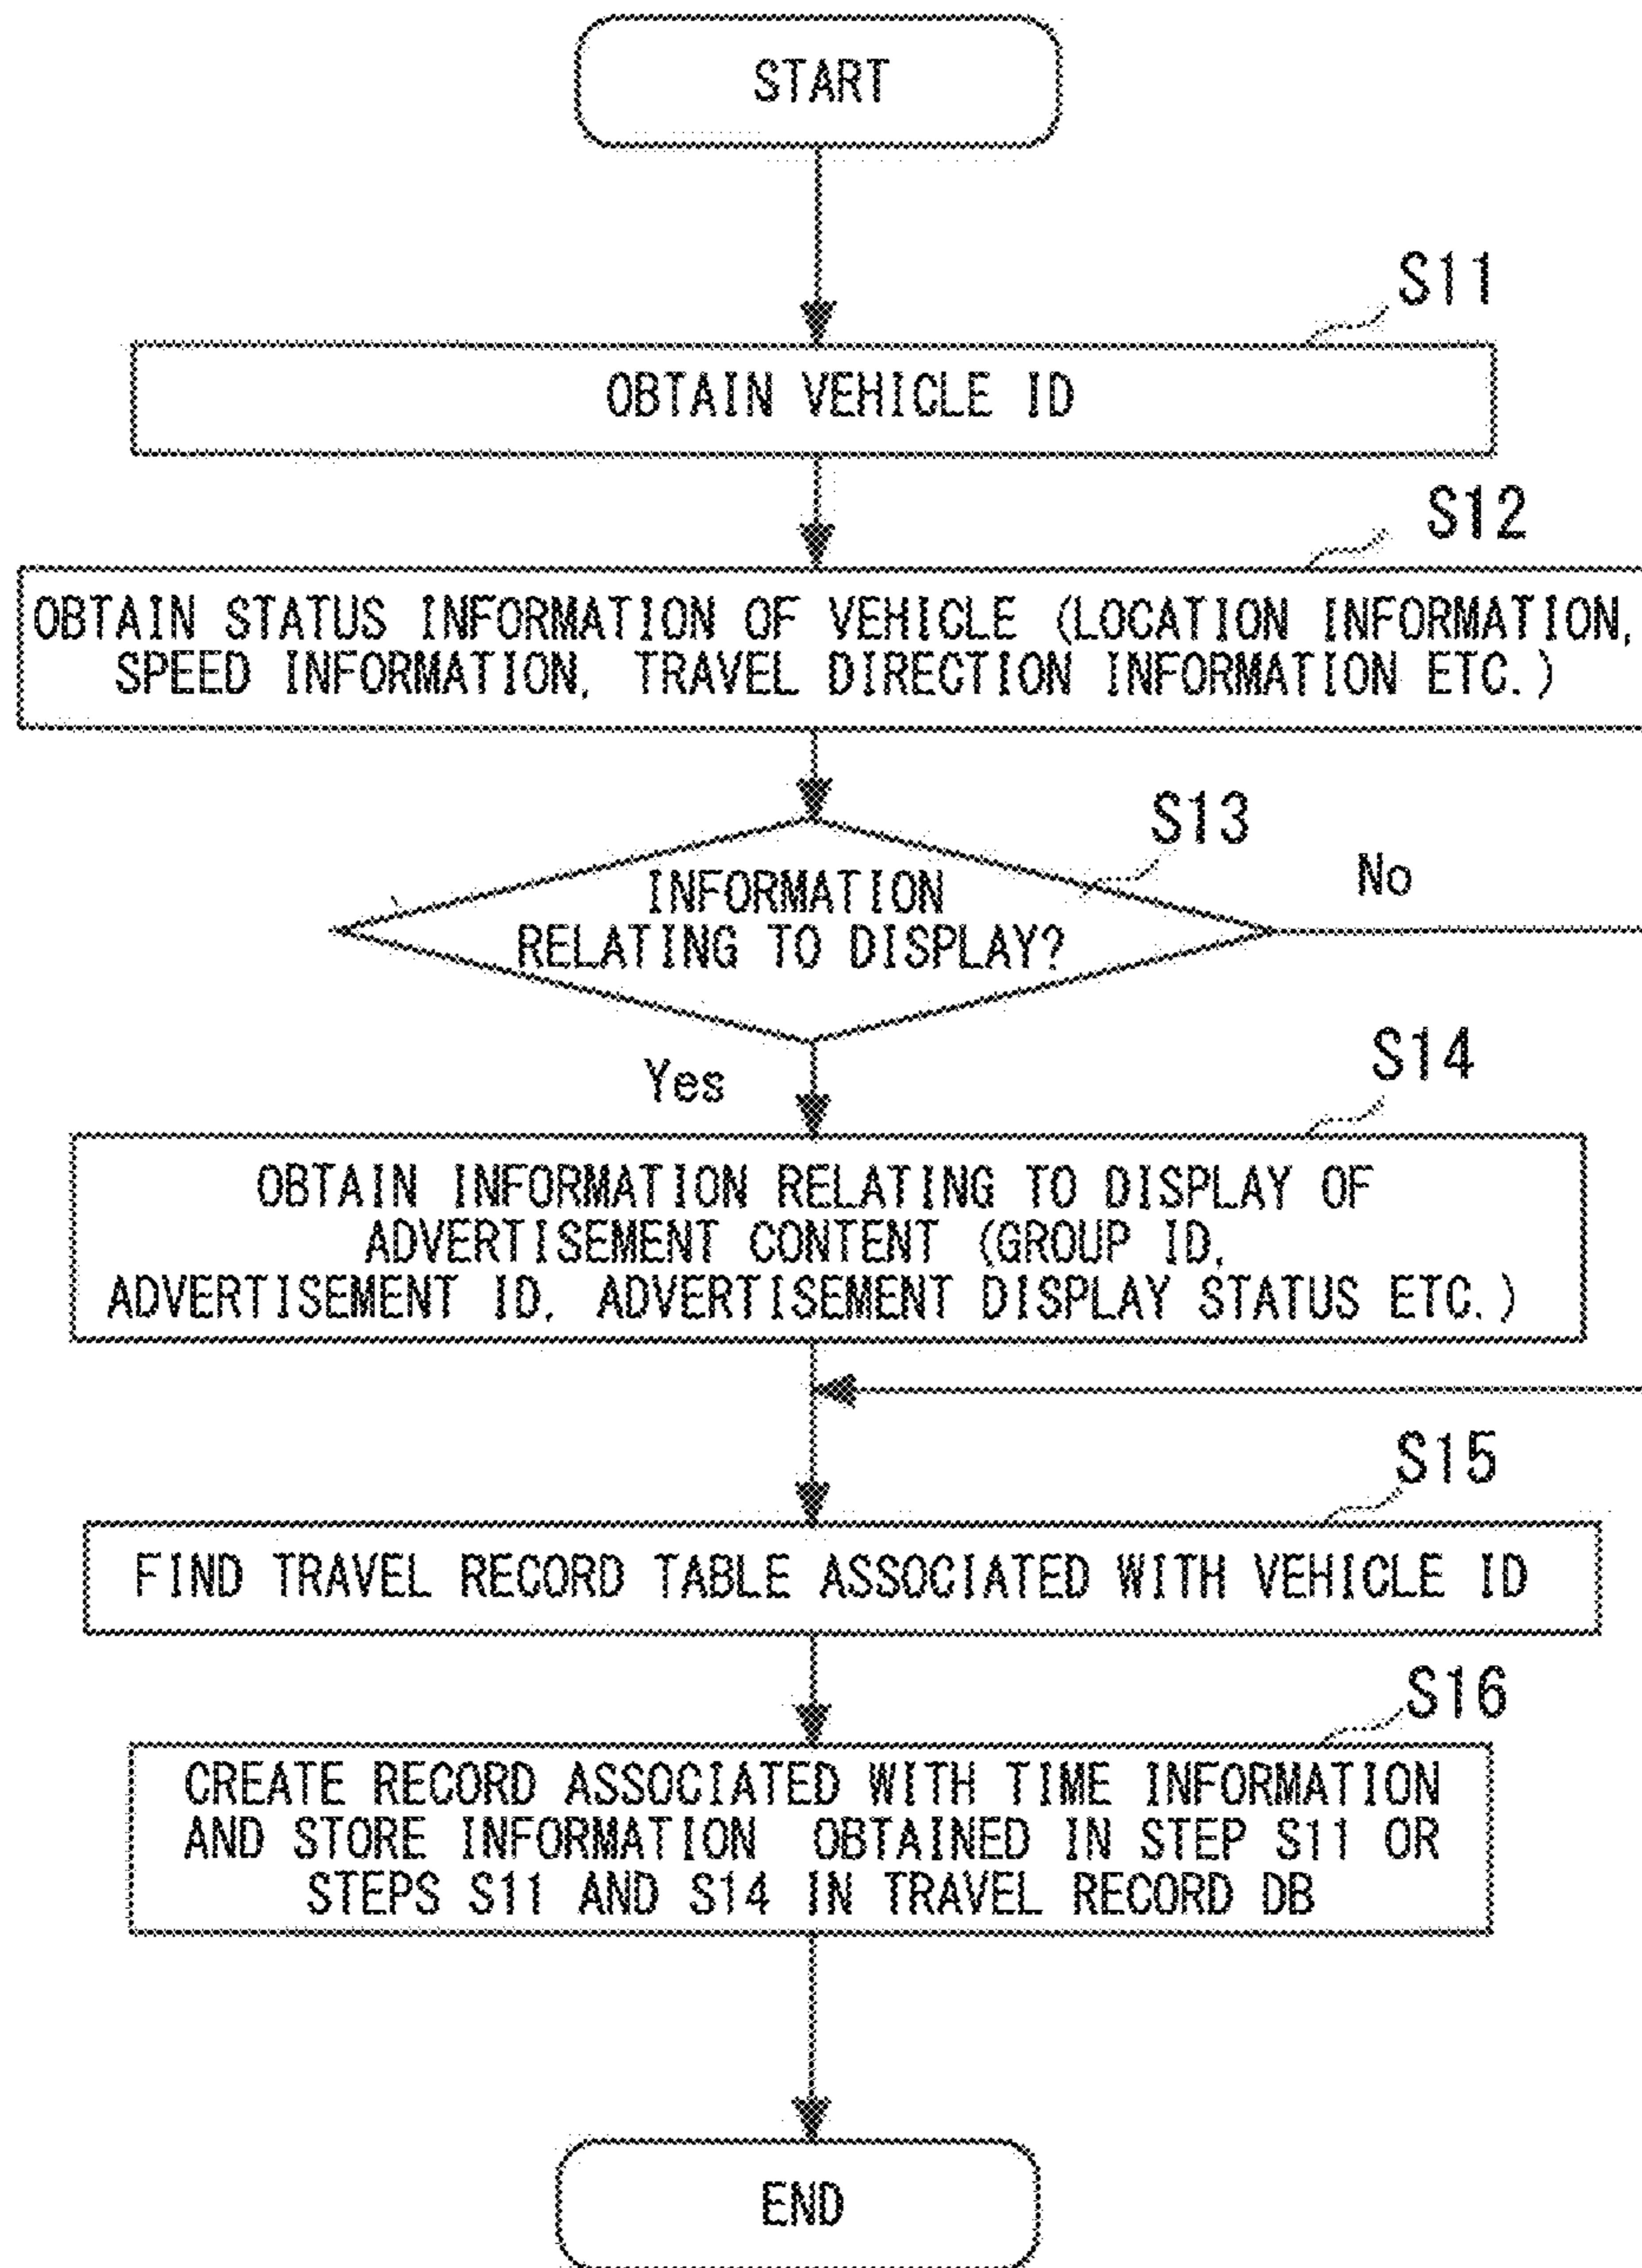 START
S11
OBTAIN VEHICLE ID
S12
OBTAIN STATUS INFORMATION OF VEHICLE (LOCATION INFORMATION,
SPEED INFORMATION, TRAVEL DIRECTION INFORMATION ETC.)
S13
INFORMATION
RELATING TO DISPLAY?
No
Yes
S14
OBTAIN INFORMATION RELATING TO DISPLAY OF
ADVERTISEMENT CONTENT (GROUP ID,
ADVERTISEMENT ID, ADVERTISEMENT DISPLAY STATUS ETC.)
S15
FIND TRAVEL RECORD TABLE ASSOCIATED WITH VEHICLE ID
S16
CREATE RECORD ASSOCIATED WITH TIME INFORMATION
AND STORE INFORMATION OBTAINED IN STEP S11 OR
STEPS S11 AND S14 IN TRAVEL RECORD DB
END